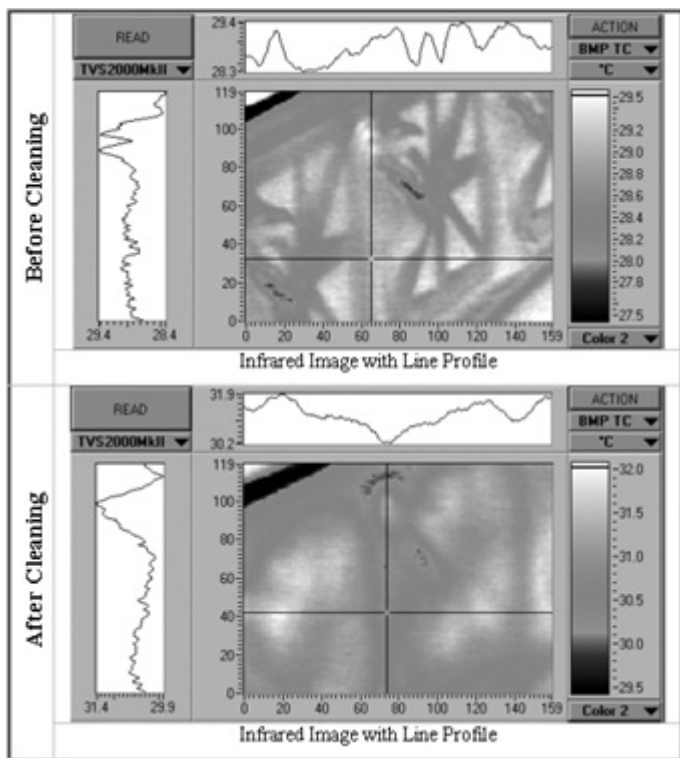 Before Cleaning
READ
TVS2000MkII
29.4
28.3
ACTION
BMP TC
°C
119
100
80
60
40
20
0
29.4 28.4
0 20 40 60 80 100 120 140 159
29.5
29.2
29.0
28.8
28.6
28.4
28.2
28.0
27.8
27.5
Color 2
Infrared Image with Line Profile
After Cleaning
READ
TVS2000MkII
31.9
30.2
ACTION
BMP TC
°C
119
100
80
60
40
20
0
31.4 29.9
0 20 40 60 80 100 120 140 159
32.0
31.5
31.0
30.5
30.0
29.5
Color 2
Infrared Image with Line Profile